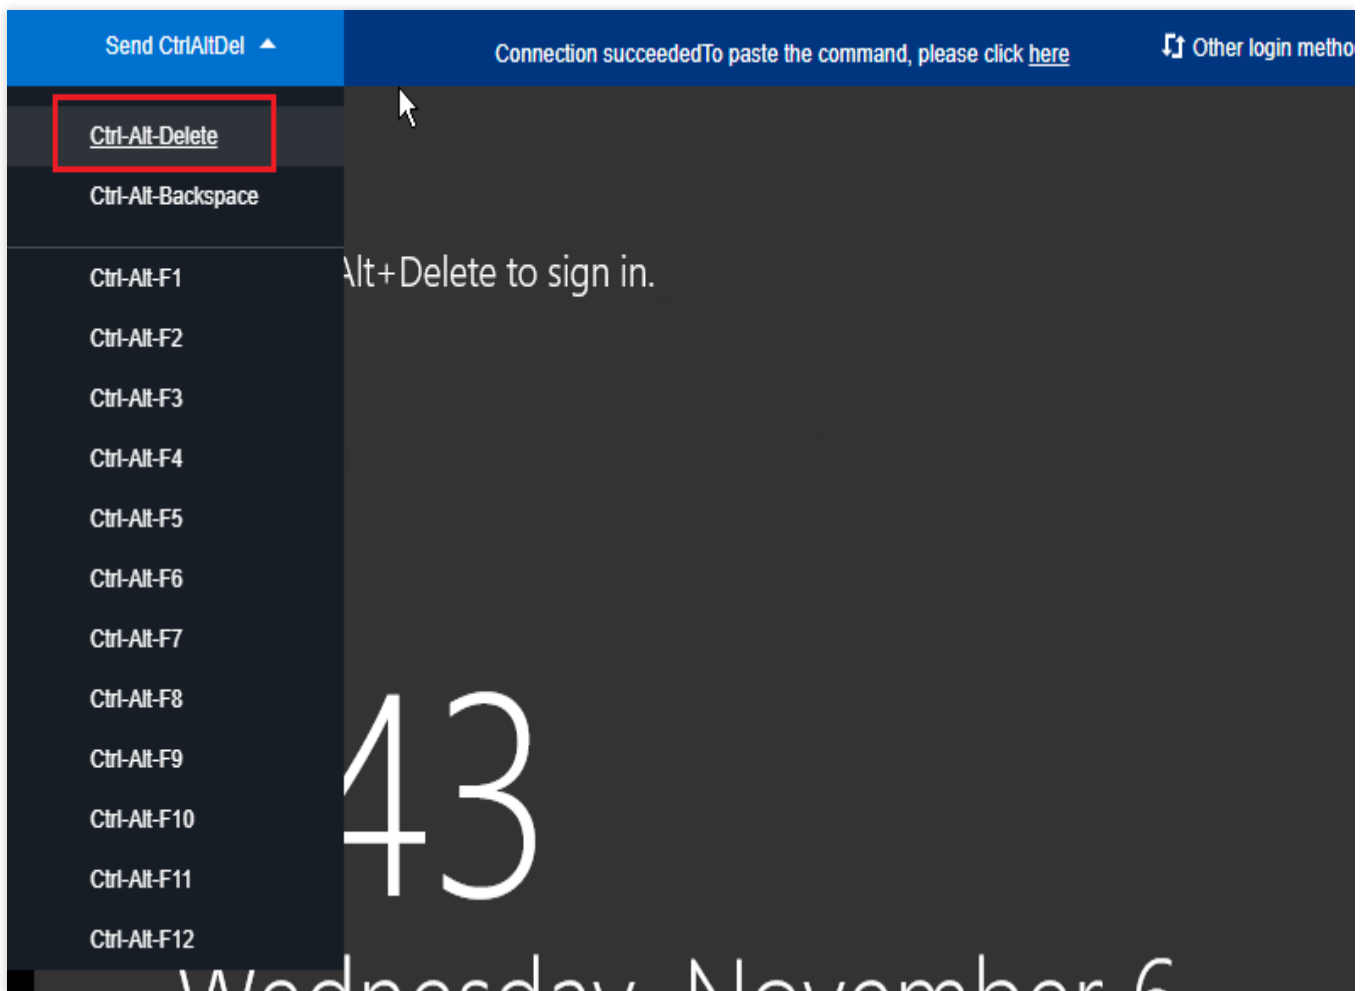 Send CtrlAltDel
Connection succeededTo paste the command, please click here
Other login metho
Ctrl-Alt-Delete
Ctrl-Alt-Backspace
Alt+Delete to sign in.
Ctrl-Alt-F1
Ctrl-Alt-F2
Ctrl-Alt-F3
Ctrl-Alt-F4
Ctrl-Alt-F5
Ctrl-Alt-F6
Ctrl-Alt-F7
Ctrl-Alt-F8
Ctrl-Alt-F9
Ctrl-Alt-F10
Ctrl-Alt-F11
Ctrl-Alt-F12
43
Wednesday, November 6